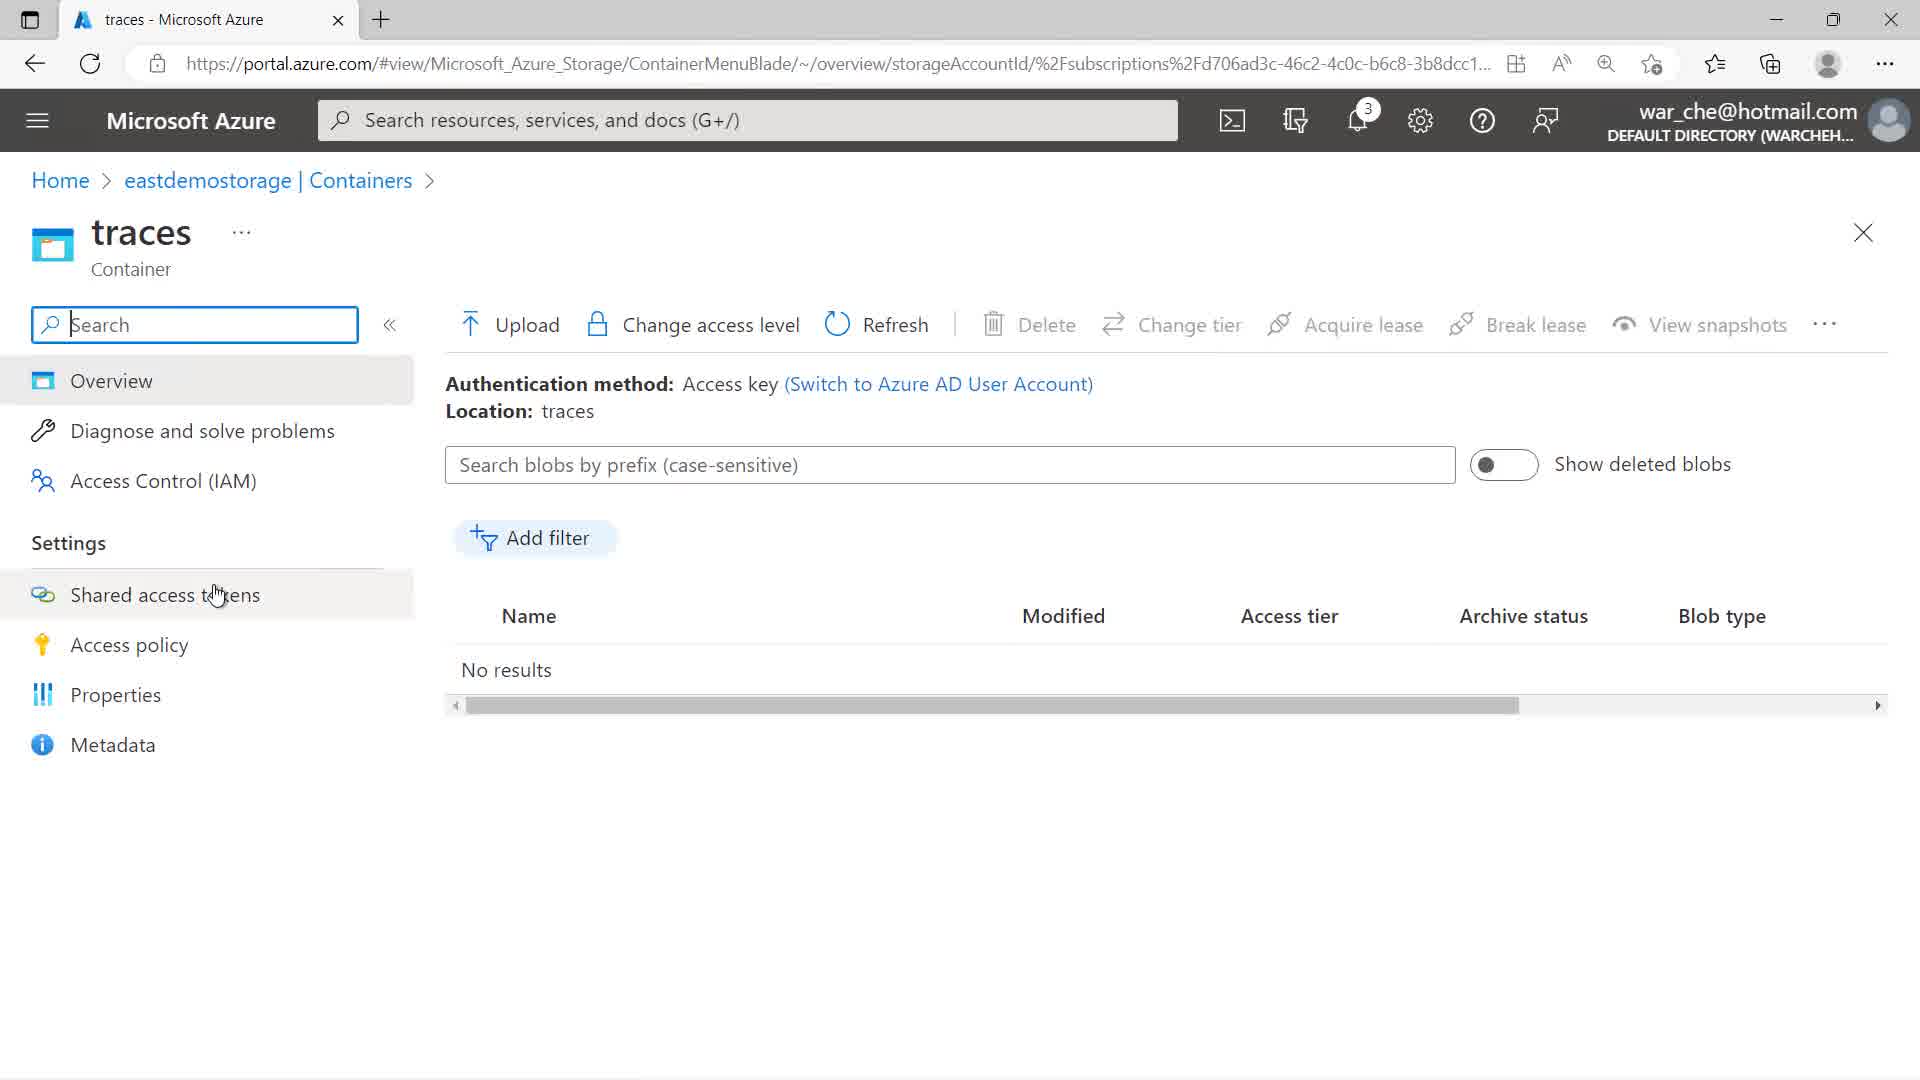 traces - Microsoft Azure
https://portal.azure.com/#view/Microsoft_Azure_Storage/ContainerMenuBlade/~/overview/storageAccountId/%2Fsubscriptions%2Fd706ad3c-46c2-4c0c-b6c8-3b8dcc1...
Microsoft Azure
Search resources, services, and docs (G+/)
3
war_che@hotmail.com
DEFAULT DIRECTORY (WARCHEH...
Home > eastdemostorage | Containers >
traces ...
Container
Search
«
Upload
Change access level
Refresh
Delete
Change tier
Acquire lease
Break lease
View snapshots
...
Overview
Diagnose and solve problems
Access Control (IAM)
Settings
Shared access tokens
Access policy
Properties
Metadata
Authentication method: Access key (Switch to Azure AD User Account)
Location: traces
Search blobs by prefix (case-sensitive)
Show deleted blobs
Add filter
Name Modified Access tier Archive status Blob type
No results